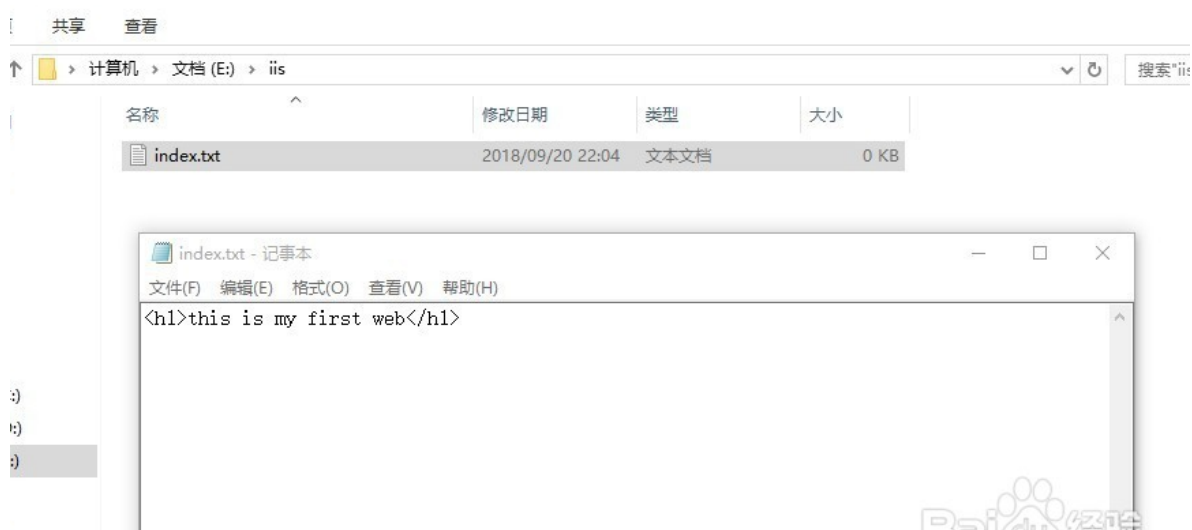 共享 查看
计算机 > 文档 (E:) > iis
搜索"iis
名称 修改日期 类型 大小
index.txt 2018/09/20 22:04 文本文档 0 KB
index.txt - 记事本
文件(F) 编辑(E) 格式(O) 查看(V) 帮助(H)
<h1>this is my first web</h1>
:)
:)
:)
Bai 经验